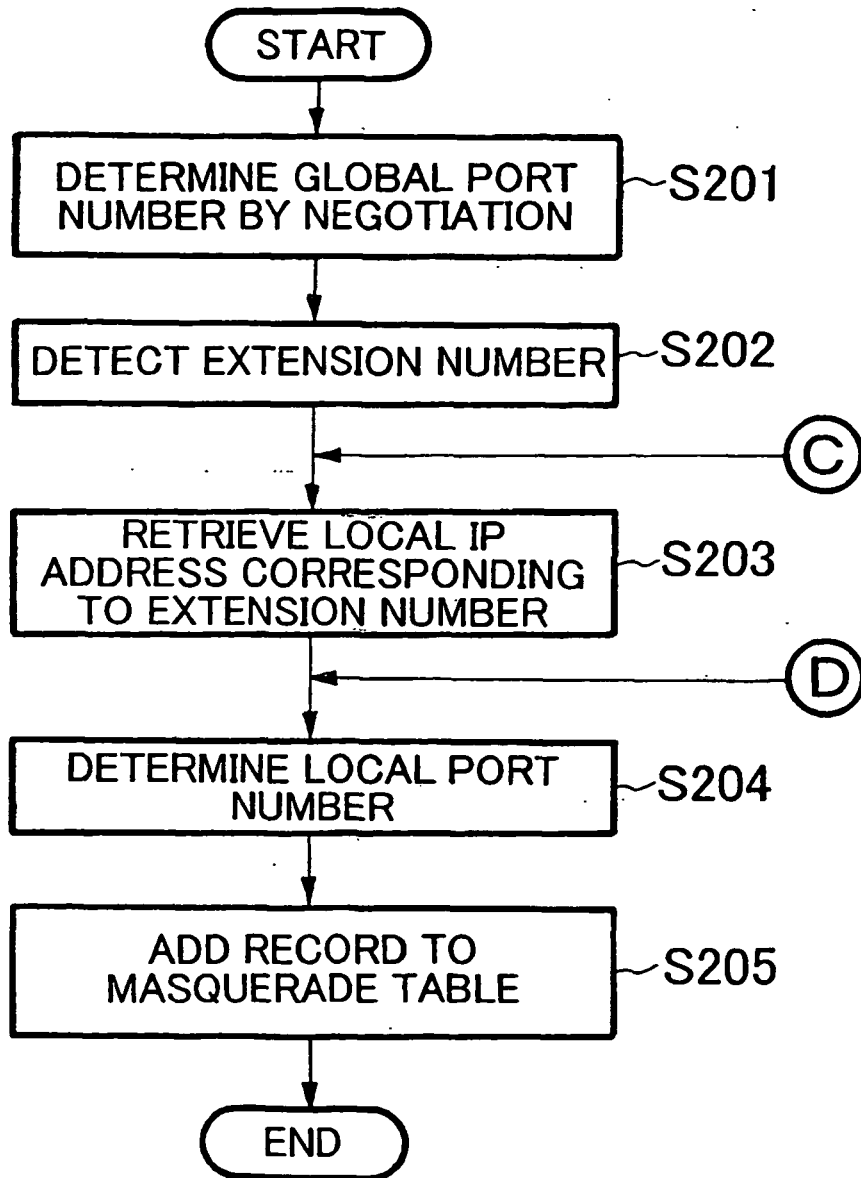 START
DETERMINE GLOBAL PORT
NUMBER BY NEGOTIATION
S201
DETECT EXTENSION NUMBER
S202
C
RETRIEVE LOCAL IP
ADDRESS CORRESPONDING
TO EXTENSION NUMBER
S203
D
DETERMINE LOCAL PORT
NUMBER
S204
ADD RECORD TO
MASQUERADE TABLE
S205
END